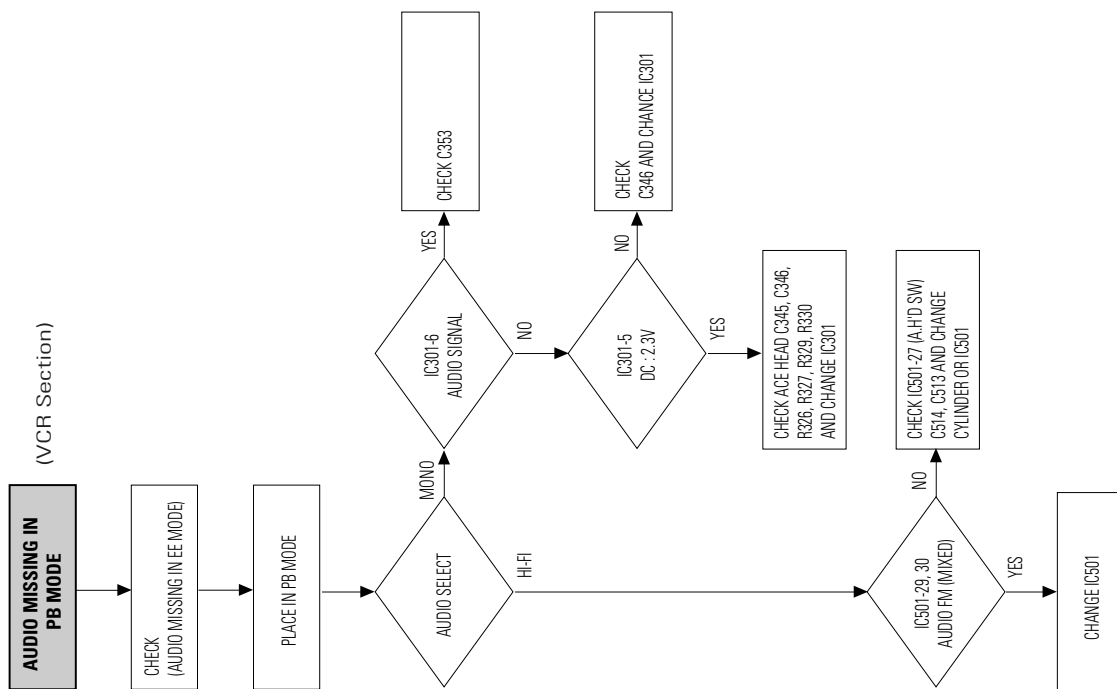 (VCR Section)
AUDIO MISSING IN
PB MODE
CHECK
(AUDIO MISSING IN EE MODE)
PLACE IN PB MODE
AUDIO SELECT
MONO
HI-FI
IC301-6
AUDIO SIGNAL
YES
CHECK C353
NO
IC301-5
DC : 2.3V
NO
CHECK
C346 AND CHANCE IC301
YES
CHECK ACE HEAD C345, C346,
R326, R327, R329, R330
AND CHANGE IC301
IC501-29, 30
AUDIO FM (MIXED)
NO
CHECK IC501-27 (A.H'D SW)
C514, C513 AND CHANGE
CYLINDER OR IC501
YES
CHANGE IC501